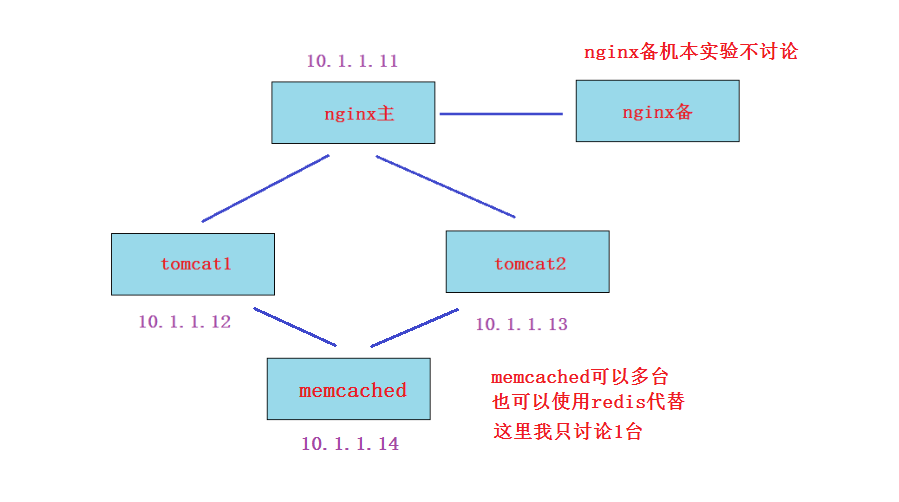 nginx备机本实验不讨论
10.1.1.11
nginx主
nginx备
tomcat1
tomcat2
10.1.1.12
10.1.1.13
memcached
memcached可以多台
也可以使用redis代替
这里我只讨论1台
10.1.1.14